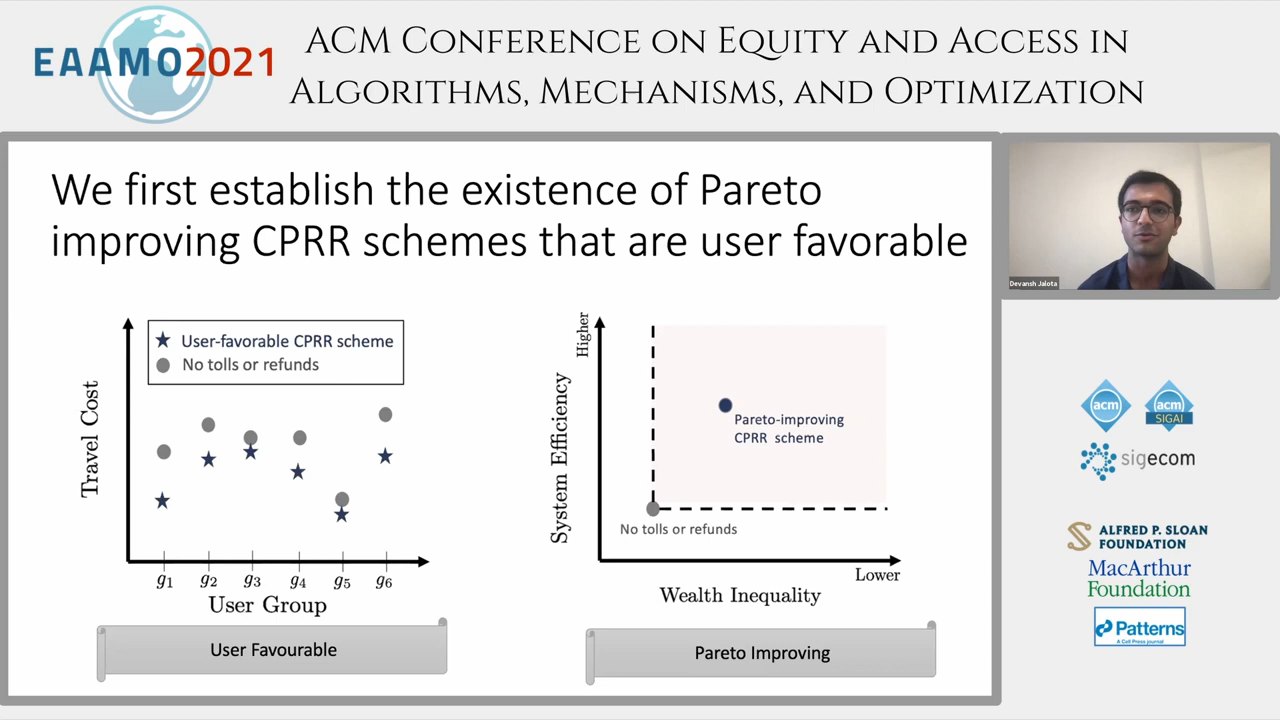 EAAMO2021
ACM Conference on Equity and Access in
Algorithms, Mechanisms, and Optimization
We first establish the existence of Pareto
improving CPRR schemes that are user favorable
User-favorable CPRR scheme
No tolls or refunds
Travel Cost
g1 g2 g3 g4 g5 g6
User Group
User Favourable
Higher
System Efficiency
Pareto-improving
CPRR scheme
No tolls or refunds
Lower
Wealth Inequality
Pareto Improving
Devansh Jalota
acm
acm
SIGAI
sigecom
ALFRED P. SLOAN
FOUNDATION
MacArthur
Foundation
Patterns
A Cell Press journal